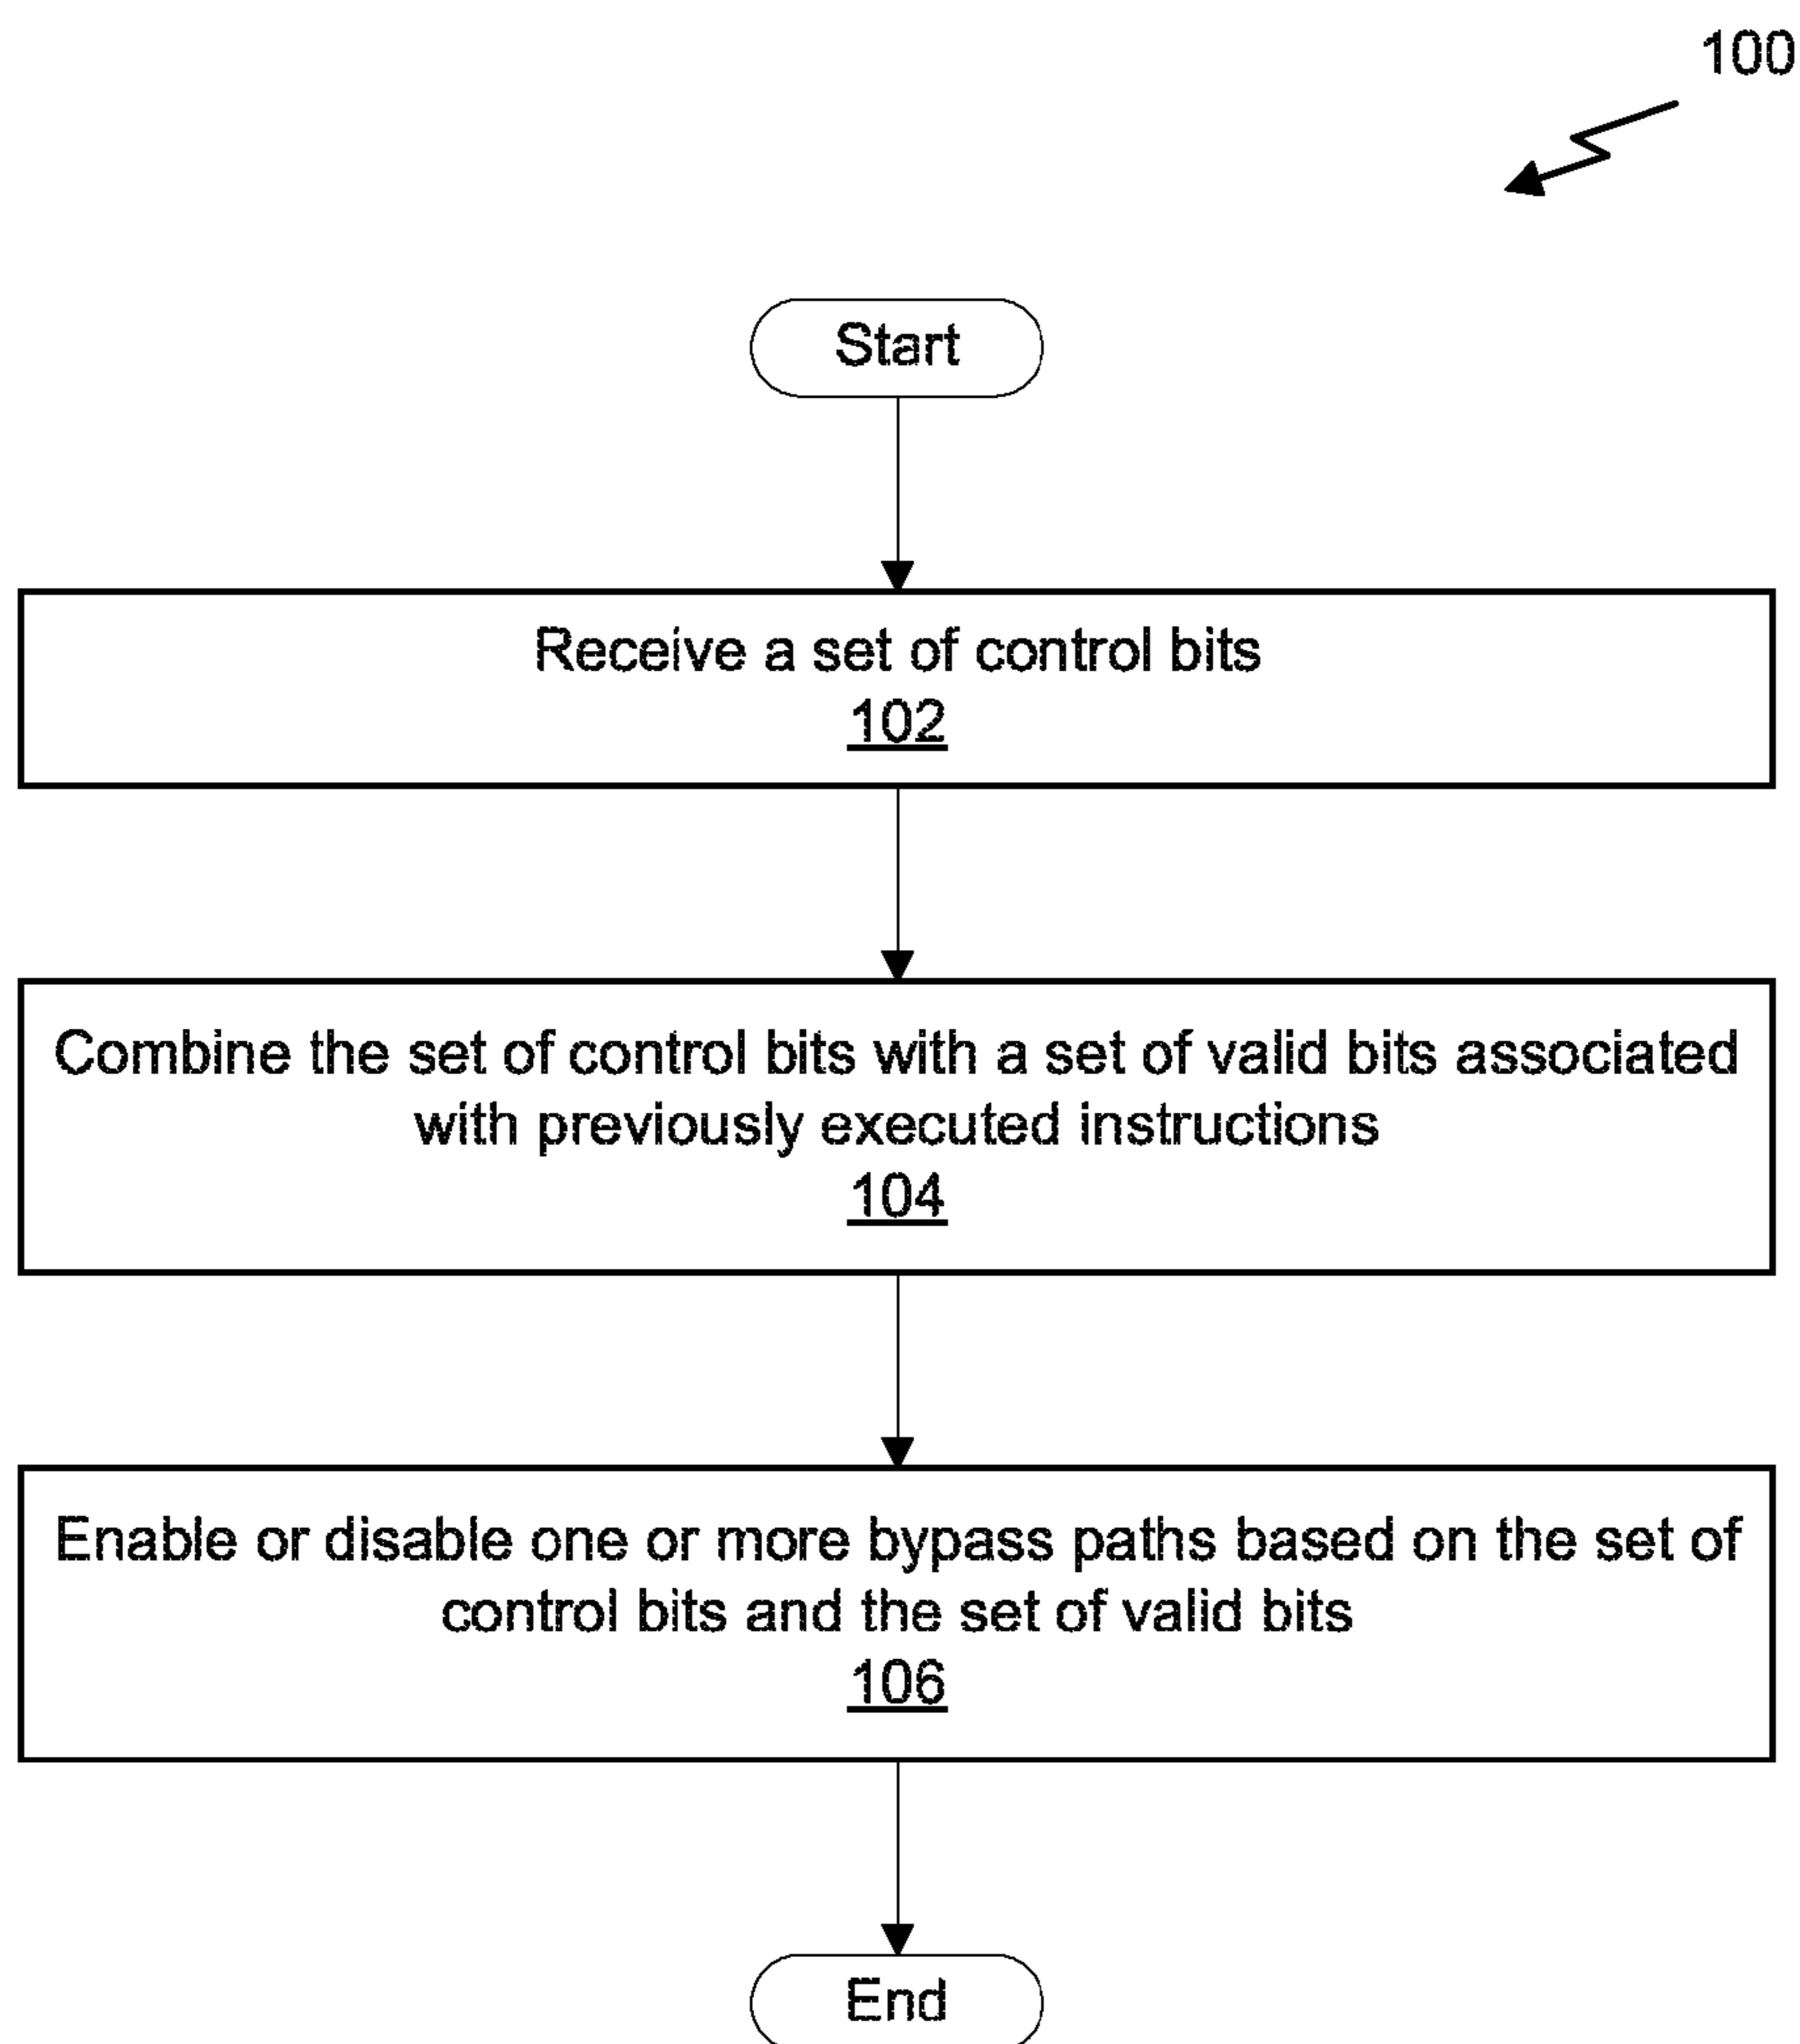 100
Start
Receive a set of control bits
102
Combine the set of control bits with a set of valid bits associated
with previously executed instructions
104
Enable or disable one or more bypass paths based on the set of
control bits and the set of valid bits
106
End